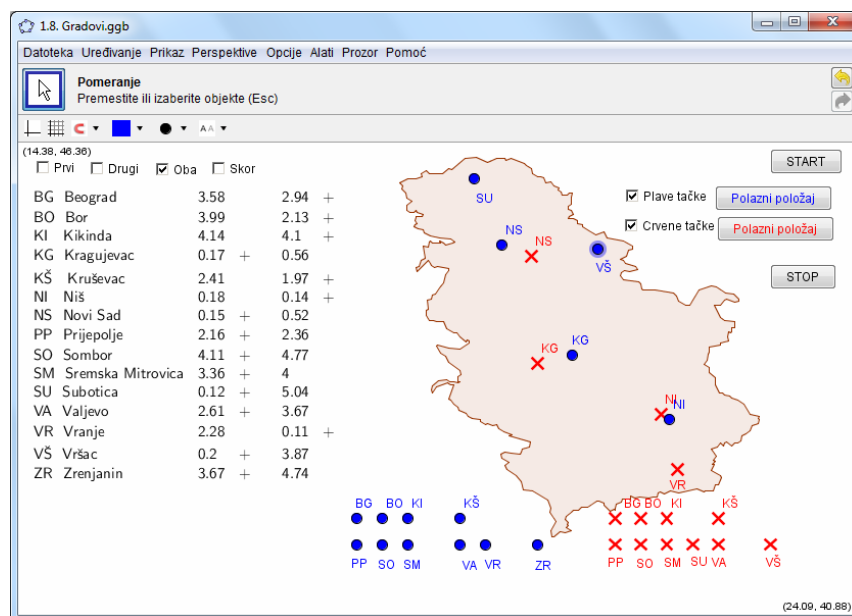 1.8. Gradovi.ggb
Datoteka Uređivanje Prikaz Perspektive Opcije Alati Prozor Pomoć
Pomeranje
Premestite ili izaberite objekte (Esc)
A A
(14.38, 46.36)
Prvi Drugi Oba Skor
START
BG Beograd 3.58 2.94 +
BO Bor 3.99 2.13 +
KI Kikinda 4.14 4.1 +
KG Kragujevac 0.17 + 0.56
KŠ Kruševac 2.41 1.97 +
NI Niš 0.18 0.14 +
NS Novi Sad 0.15 + 0.52
PP Prijepolje 2.16 + 2.36
SO Sombor 4.11 + 4.77
SM Sremska Mitrovica 3.36 + 4
SU Subotica 0.12 + 5.04
VA Valjevo 2.61 + 3.67
VR Vranje 2.28 0.11 +
VŠ Vršac 0.2 + 3.87
ZR Zrenjanin 3.67 + 4.74
Plave tačke Polazni položaj
Crvene tačke Polazni položaj
STOP
SU
NS
NS
VŠ
KG
KG
NI
NI
VR
BG BO KI KŠ
PP SO SM VA VR ZR
BG BO KI KŠ
PP SO SM SU VA VŠ
(24.09, 40.88)